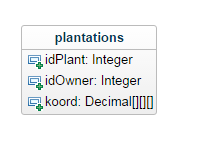 plantations
idPlant: Integer
idOwner: Integer
koord: Decimal[][][]